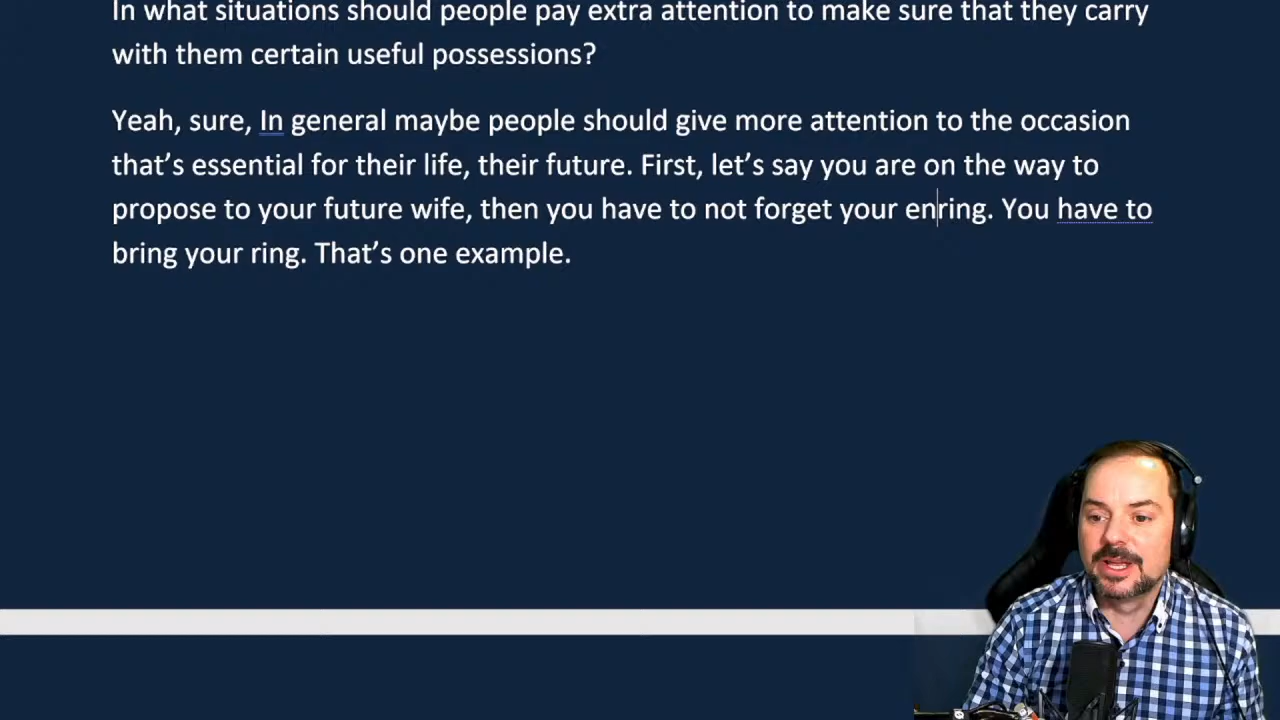 In what situations should people pay extra attention to make sure that they carry
with them certain useful possessions?
Yeah, sure, In general maybe people should give more attention to the occasion
that’s essential for their life, their future. First, let’s say you are on the way to
propose to your future wife, then you have to not forget your enring. You have to
bring your ring. That’s one example.